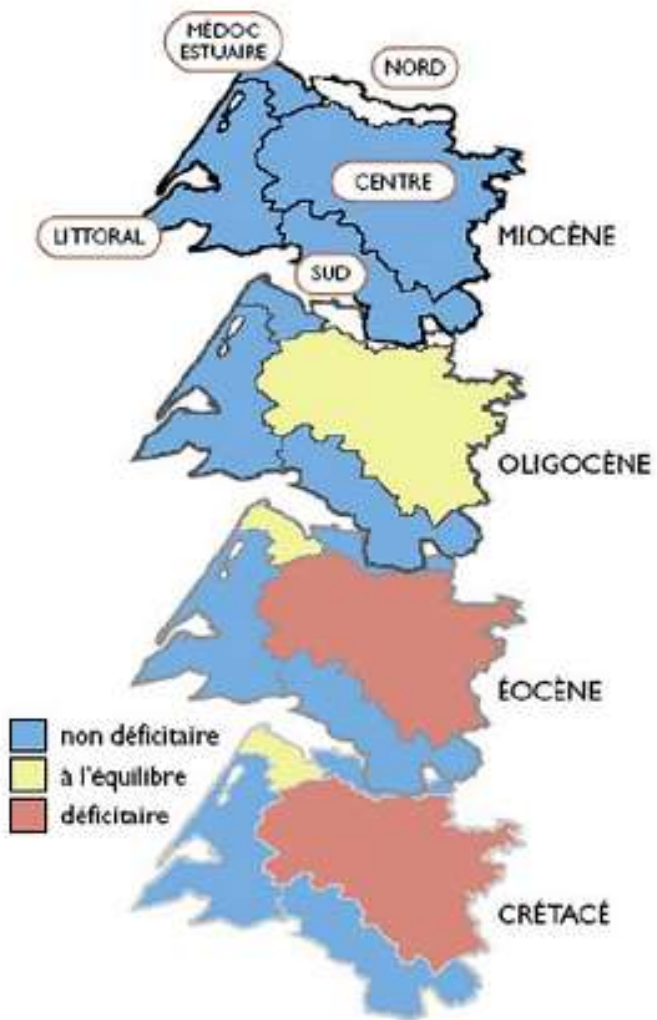 MÉDOC
ESTUAIRE
NORD
CENTRE
LITTORAL
MIOCÈNE
SUD
OLIGOCÈNE
ÉOCÈNE
non déficitaire
à l'équilibre
déficitaire
CRÉTACÉ